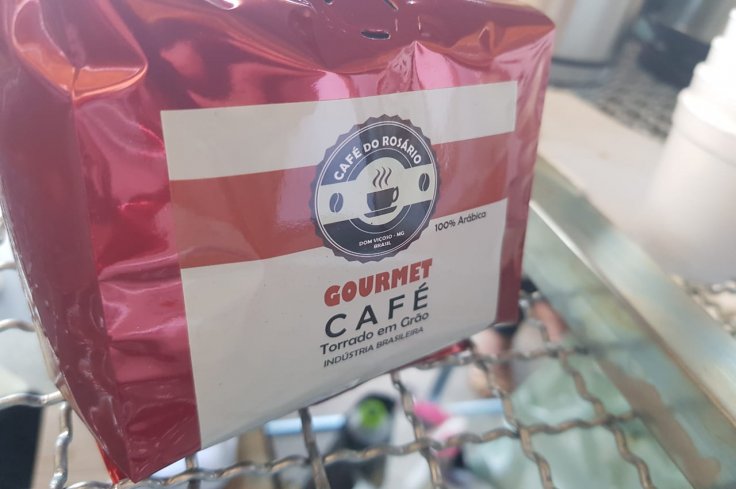 CAFÉ DO ROSÁRIO
DOM VIÇOSO - MG
BRASIL
100% Arábica
GOURMET
CAFÉ
Torrado em Grão
INDÚSTRIA BRASILEIRA